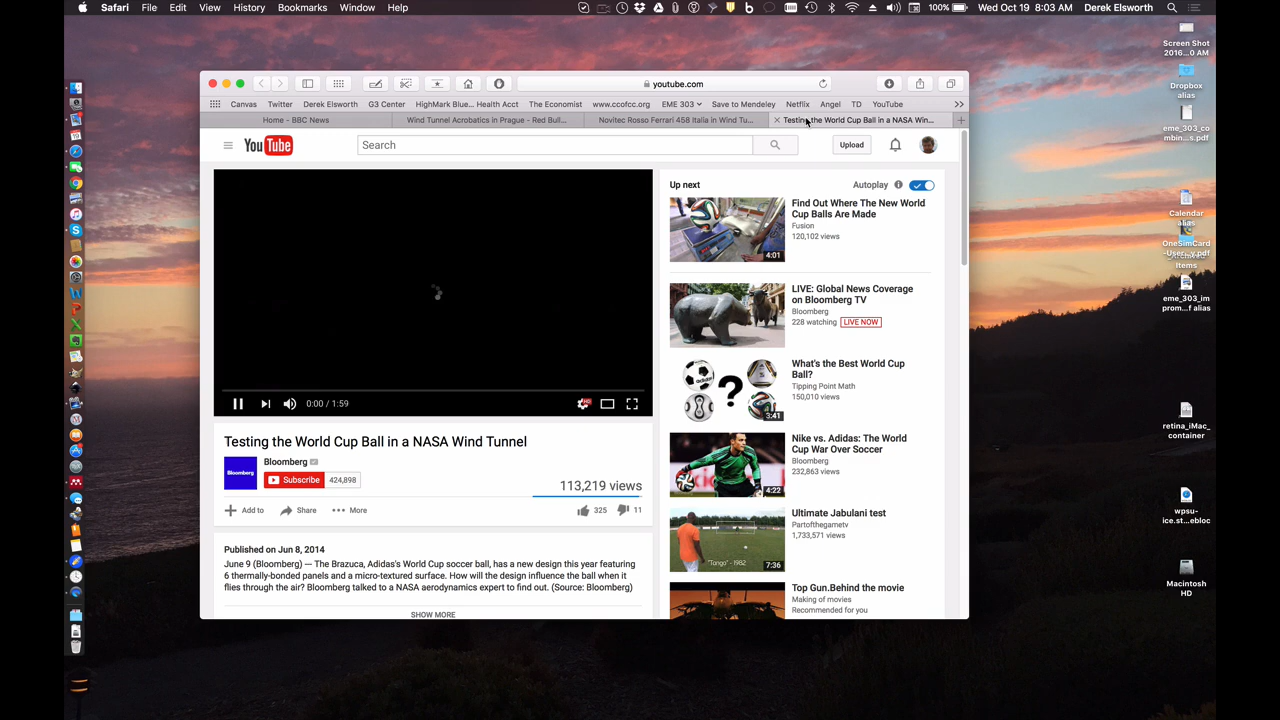 Safari File Edit View History Bookmarks Window Help
100% Wed Oct 19 8:03 AM Derek Elsworth
youtube.com
Canvas Twitter Derek Elsworth G3 Center HighMark Blue... Health Acct The Economist www.ccofcc.org EME 303 Save to Mendeley Netflix Angel TD YouTube
Home - BBC News
Wind Tunnel Acrobatics in Prague - Red Bull...
Novitec Rosso Ferrari 458 Italia in Wind Tu...
Testing the World Cup Ball in a NASA Win...
YouTube
Search
Upload
0:00 / 1:59
HD
Testing the World Cup Ball in a NASA Wind Tunnel
Bloomberg
Bloomberg
Subscribe 424,898
113,219 views
Add to Share More
325 11
Published on Jun 8, 2014
June 9 (Bloomberg) –– The Brazuca, Adidas's World Cup soccer ball, has a new design this year featuring
6 thermally-bonded panels and a micro-textured surface. How will the design influence the ball when it
flies through the air? Bloomberg talked to a NASA aerodynamics expert to find out. (Source: Bloomberg)
SHOW MORE
Up next
Autoplay
Find Out Where The New World
Cup Balls Are Made
Fusion
120,102 views
4:01
LIVE: Global News Coverage
on Bloomberg TV
Bloomberg
228 watching LIVE NOW
What's the Best World Cup
Ball?
Tipping Point Math
150,010 views
3:41
Nike vs. Adidas: The World
Cup War Over Soccer
Bloomberg
232,863 views
4:22
Ultimate Jabulani test
Partofthegametv
1,733,571 views
"Tango" - 1982
7:36
Top Gun.Behind the movie
Making of movies
Recommended for you
Screen Shot
2016...0 AM
Dropbox
alias
eme_303_co
mbin...s.pdf
Calendar
alias
OneSimCard
-User...y.pdf
Items
eme_303_im
prom...f alias
retina_iMac_
container
wpsu-
ice.st...ebloc
Macintosh
HD